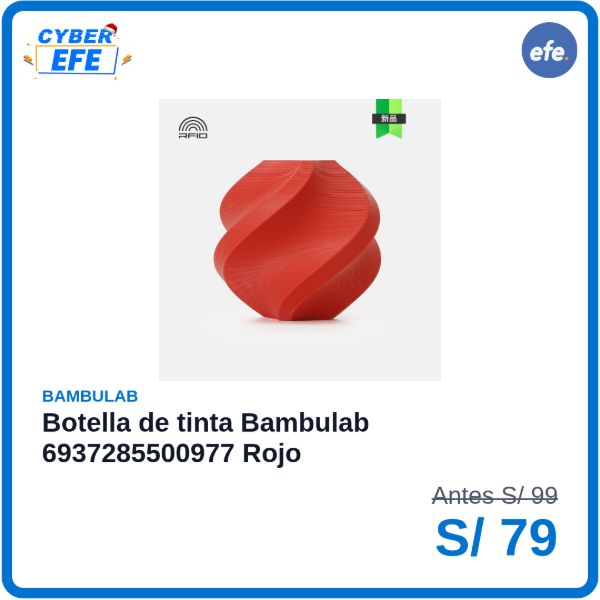 CYBER
EFE
efe.
RFID
新品
BAMBULAB
Botella de tinta Bambulab
6937285500977 Rojo
Antes S/ 99
S/ 79